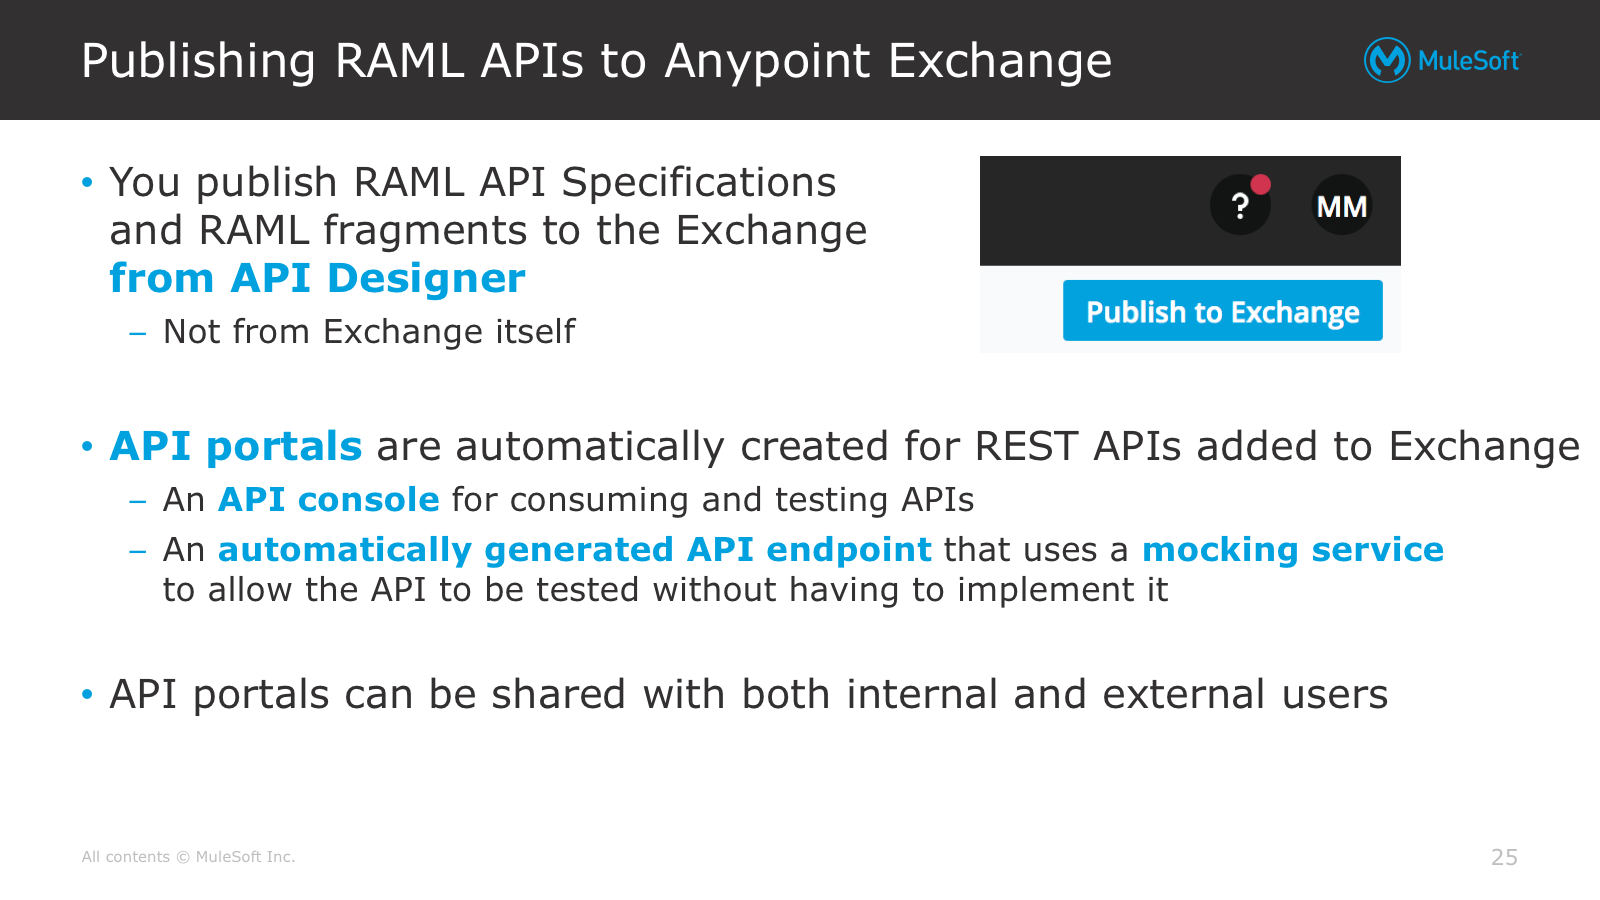 Publishing RAML APIs to Anypoint Exchange
MuleSoft
• You publish RAML API Specifications
and RAML fragments to the Exchange
from API Designer
– Not from Exchange itself
?
MM
Publish to Exchange
• API portals are automatically created for REST APIs added to Exchange
– An API console for consuming and testing APIs
– An automatically generated API endpoint that uses a mocking service
to allow the API to be tested without having to implement it
• API portals can be shared with both internal and external users
All contents © MuleSoft Inc.
25